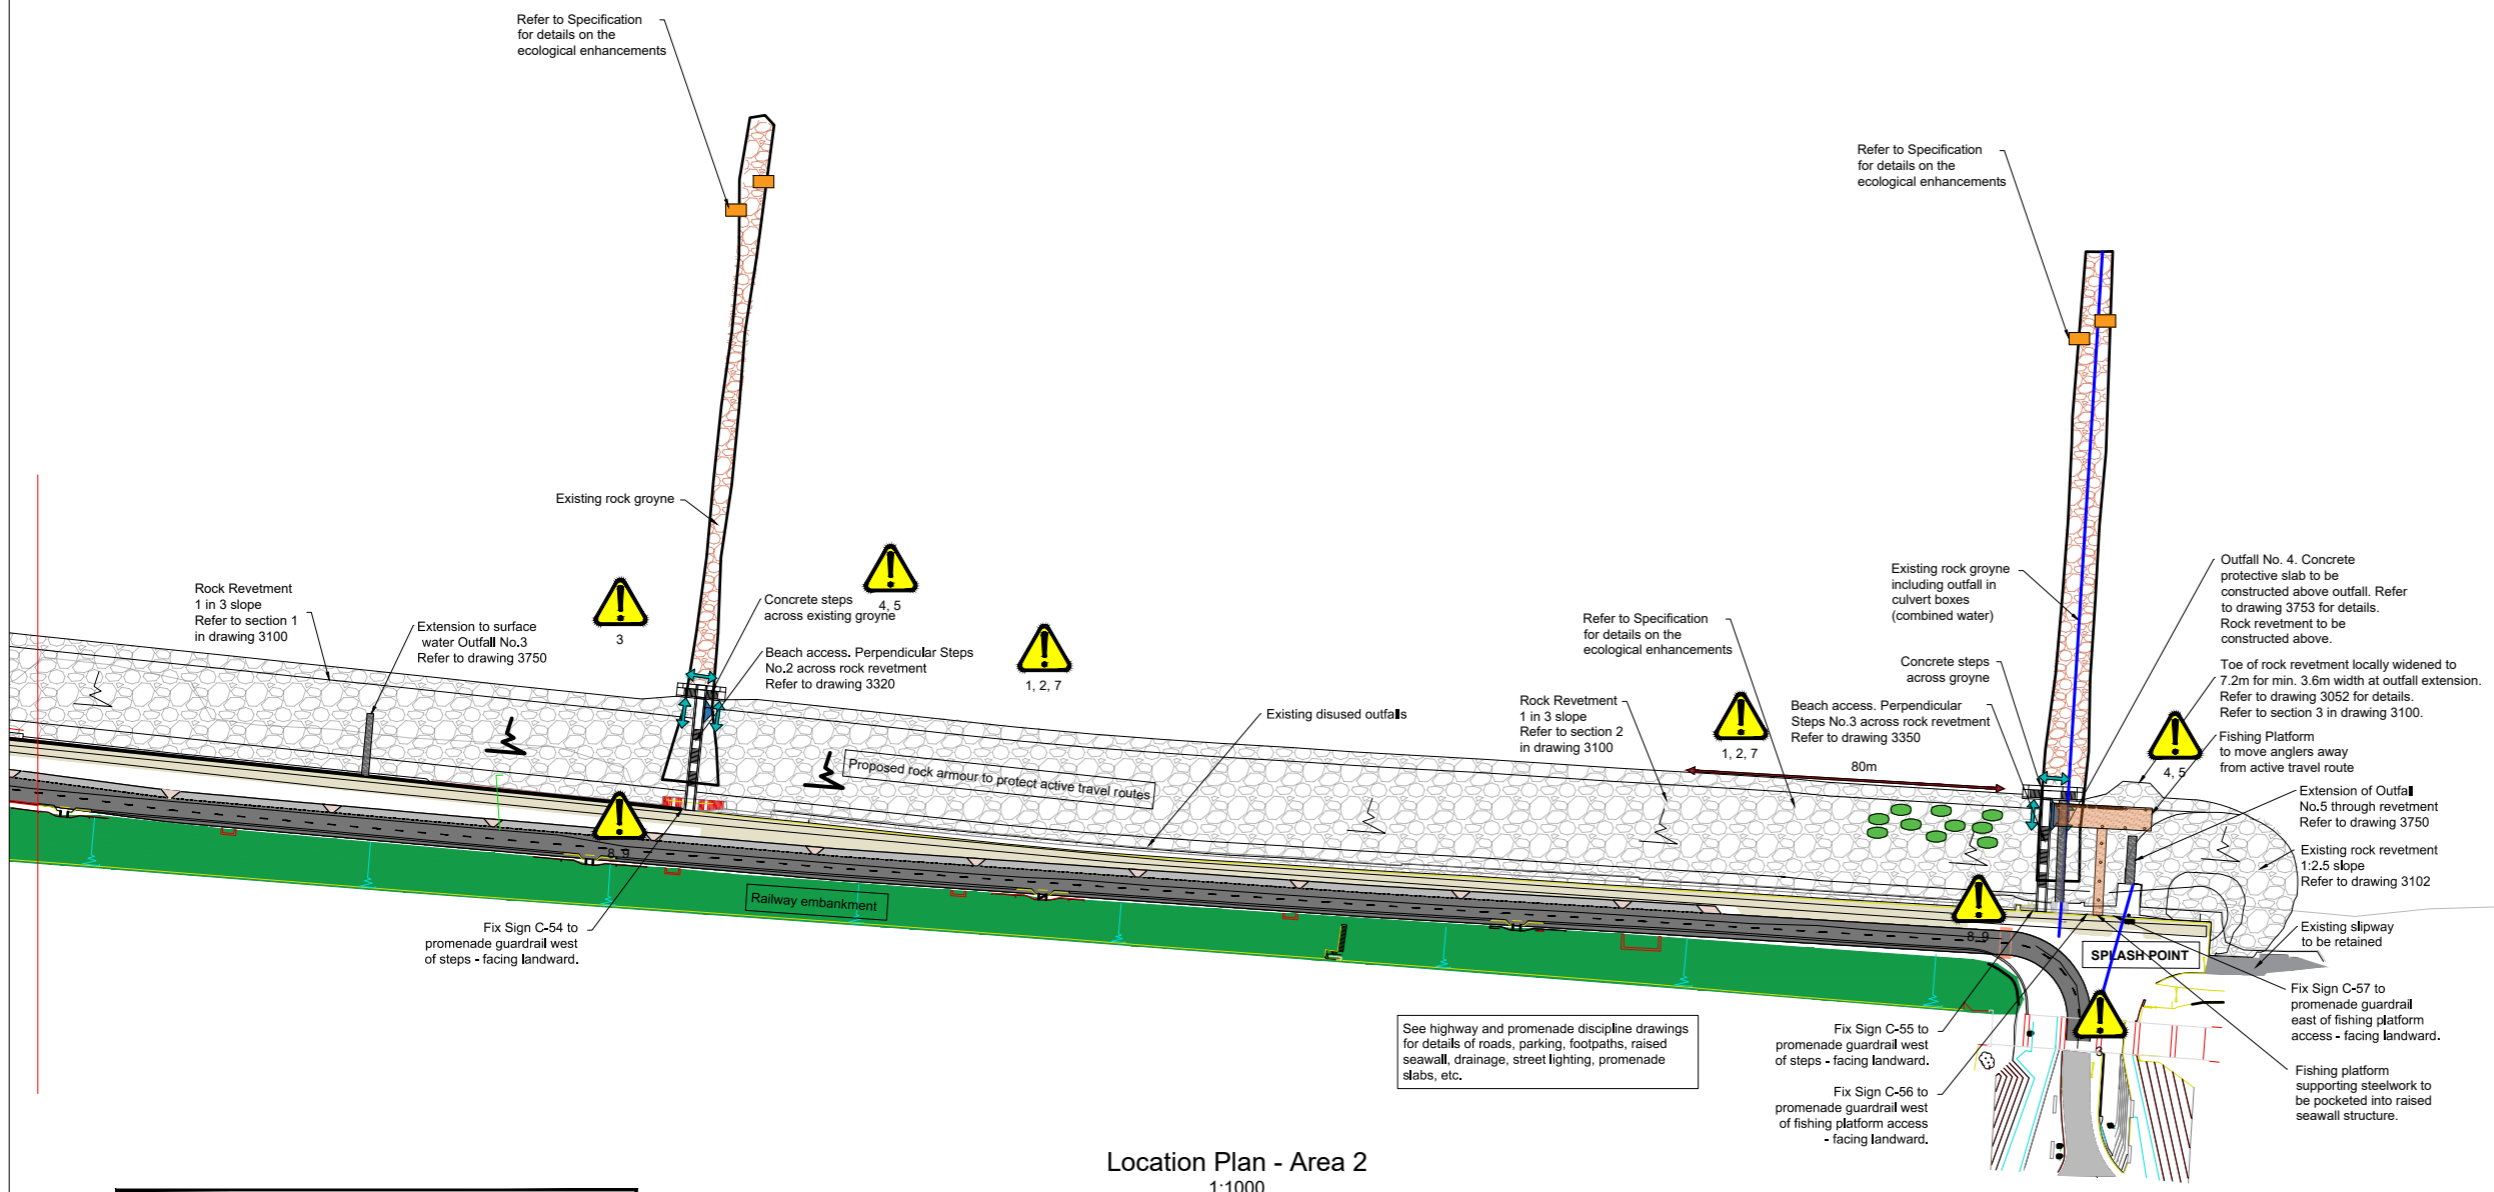 Refer to Specification
for details on the
ecological enhancements
Refer to Specification
for details on the
ecological enhancements
Existing rock groyne
Rock Revetment
1 in 3 slope
Refer to section 1
in drawing 3100
Extension to surface
water Outfall No.3
Refer to drawing 3750
3
4, 5
Concrete steps
across existing groyne
Beach access. Perpendicular Steps
No.2 across rock revetment
Refer to drawing 3320
1, 2, 7
Existing disused outfalls
Proposed rock armour to protect active travel routes
Rock Revetment
1 in 3 slope
Refer to section 2
in drawing 3100
Refer to Specification
for details on the
ecological enhancements
1, 2, 7
80m
Existing rock groyne
including outfall in
culvert boxes
(combined water)
Concrete steps
across groyne
Beach access. Perpendicular
Steps No.3 across rock revetment
Refer to drawing 3350
Outfall No. 4. Concrete
protective slab to be
constructed above outfall. Refer
to drawing 3753 for details.
Rock revetment to be
constructed above.
Toe of rock revetment locally widened to
7.2m for min. 3.6m width at outfall extension.
Refer to drawing 3052 for details.
Refer to section 3 in drawing 3100.
4, 5
Fishing Platform
to move anglers away
from active travel route
Extension of Outfall
No.5 through revetment
Refer to drawing 3750
Existing rock revetment
1:2.5 slope
Refer to drawing 3102
Existing slipway
to be retained
8, 9
8, 9
Railway embankment
SPLASH POINT
Fix Sign C-54 to
promenade guardrail west
of steps - facing landward.
See highway and promenade discipline drawings
for details of roads, parking, footpaths, raised
seawall, drainage, street lighting, promenade
slabs, etc.
Fix Sign C-55 to
promenade guardrail west
of steps - facing landward.
Fix Sign C-56 to
promenade guardrail west
of fishing platform access
- facing landward.
3
Fix Sign C-57 to
promenade guardrail
east of fishing platform
access - facing landward.
Fishing platform
supporting steelwork to
be pocketed into raised
seawall structure.
Location Plan - Area 2
1:1000